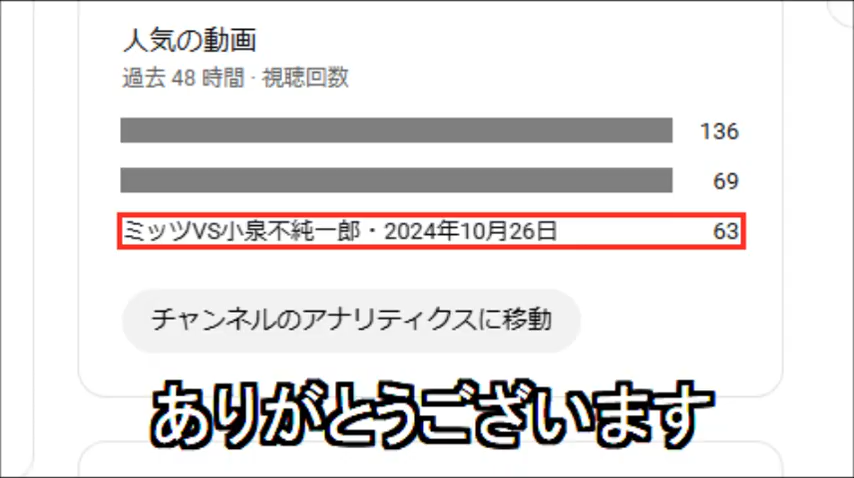 人気の動画
過去 48 時間 · 視聴回数
136
69
ミッツVS小泉不純一郎・2024年10月26日 63
チャンネルのアナリティクスに移動
ありがとうございます